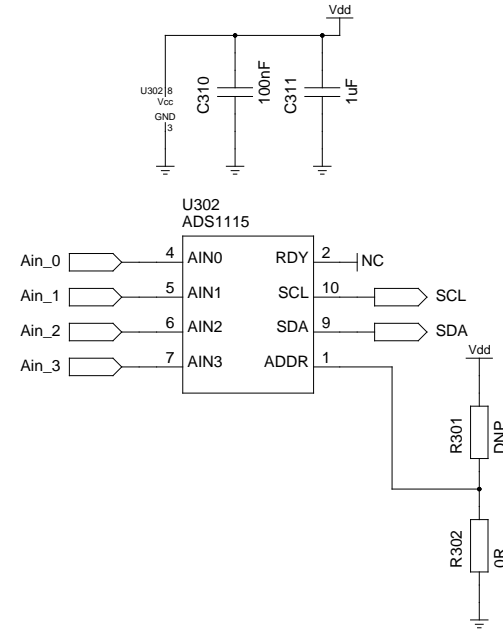 Vdd
U302 8
Vcc
GND
3
C310
100nF
C311
1uF
U302
ADS1115
Ain_0 4 AIN0 RDY 2 NC
Ain_1 5 AIN1 SCL 10 SCL
Ain_2 6 AIN2 SDA 9 SDA
Ain_3 7 AIN3 ADDR 1
Vdd
R301
DNP
R302
0R